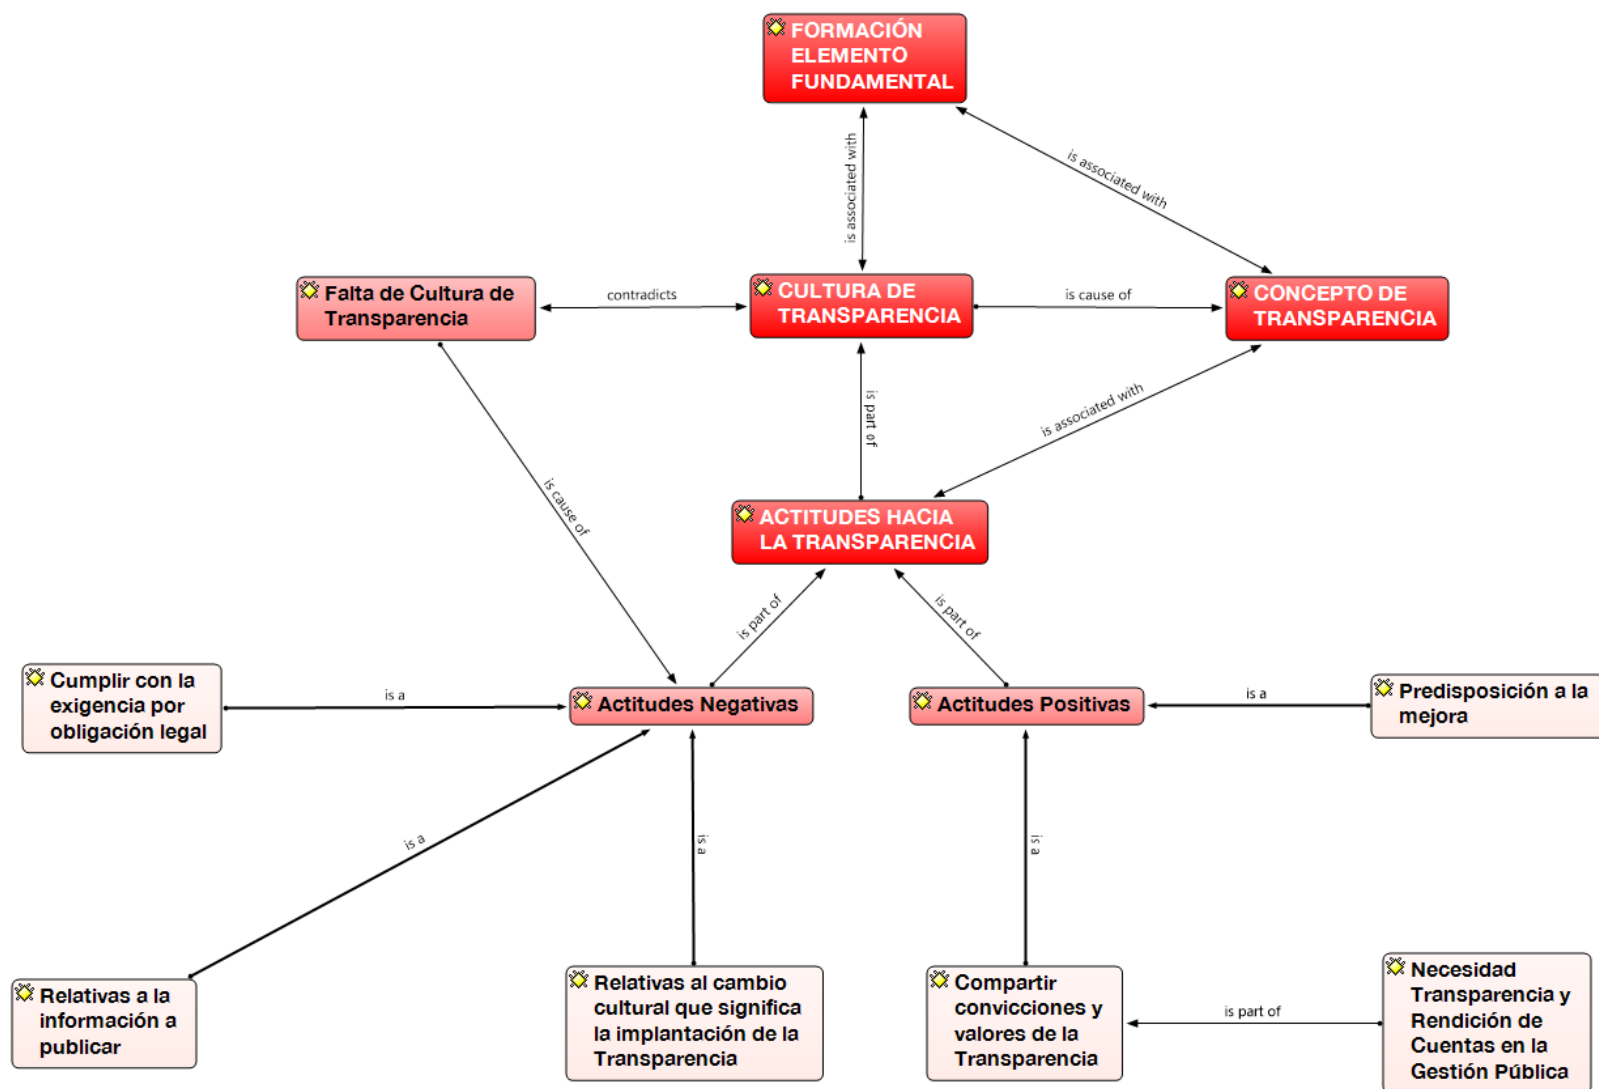 FORMACIÓN
ELEMENTO
FUNDAMENTAL
is associated with
is associated with
Falta de Cultura de
Transparencia
contradicts
CULTURA DE
TRANSPARENCIA
is cause of
CONCEPTO DE
TRANSPARENCIA
is part of
is associated with
is cause of
ACTITUDES HACIA
LA TRANSPARENCIA
is part of
is part of
Cumplir con la
exigencia por
obligación legal
is a
Actitudes Negativas
Actitudes Positivas
is a
Predisposición a la
mejora
is a
is a
is a
Relativas a la
información a
publicar
Relativas al cambio
cultural que significa
la implantación de la
Transparencia
Compartir
convicciones y
valores de la
Transparencia
is part of
Necesidad
Transparencia y
Rendición de
Cuentas en la
Gestión Pública